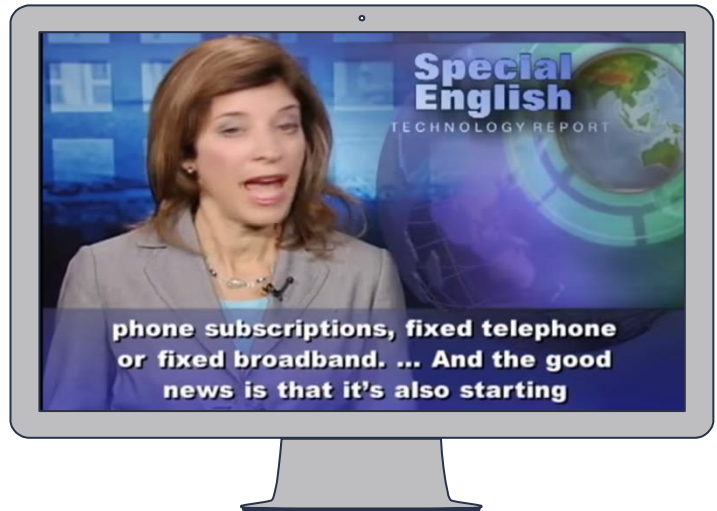 Special
English
TECHNOLOGY REPORT
phone subscriptions, fixed telephone
or fixed broadband. ... And the good
news is that it's also starting